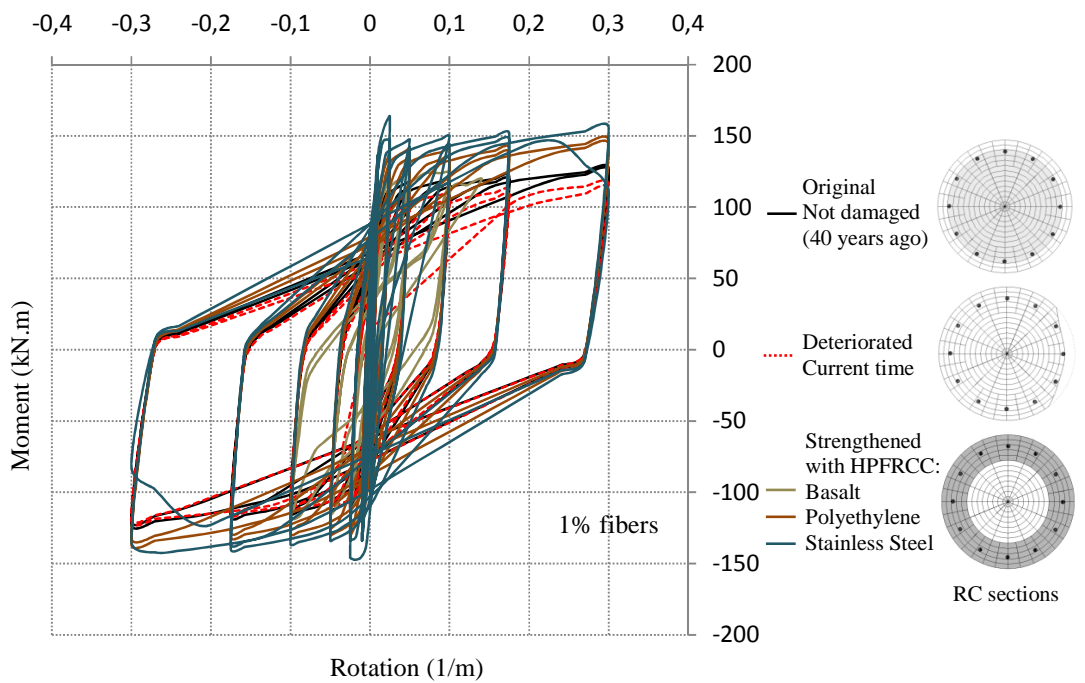 -0,4 -0,3 -0,2 -0,1 0 0,1 0,2 0,3 0,4
200
150
100
50
0
-50
-100
-150
-200
Moment (kN.m)
Rotation (1/m)
1% fibers
Original
Not damaged
(40 years ago)
Deteriorated
Current time
Strengthened
with HPFRCC:
Basalt
Polyethylene
Stainless Steel
RC sections